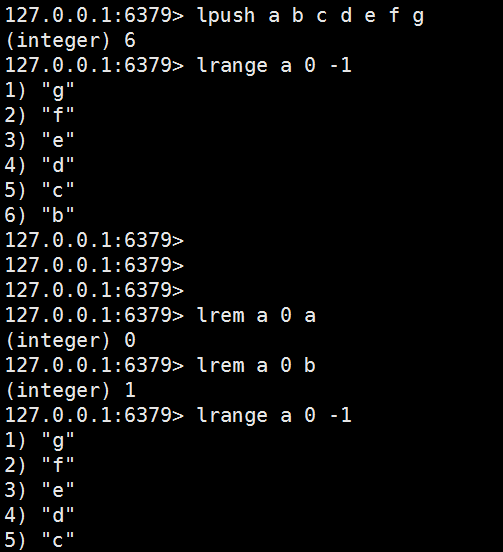 127.0.0.1:6379> lpush a b c d e f g
(integer) 6
127.0.0.1:6379> lrange a 0 -1
1) "g"
2) "f"
3) "e"
4) "d"
5) "c"
6) "b"
127.0.0.1:6379>
127.0.0.1:6379>
127.0.0.1:6379>
127.0.0.1:6379> lrem a 0 a
(integer) 0
127.0.0.1:6379> lrem a 0 b
(integer) 1
127.0.0.1:6379> lrange a 0 -1
1) "g"
2) "f"
3) "e"
4) "d"
5) "c"